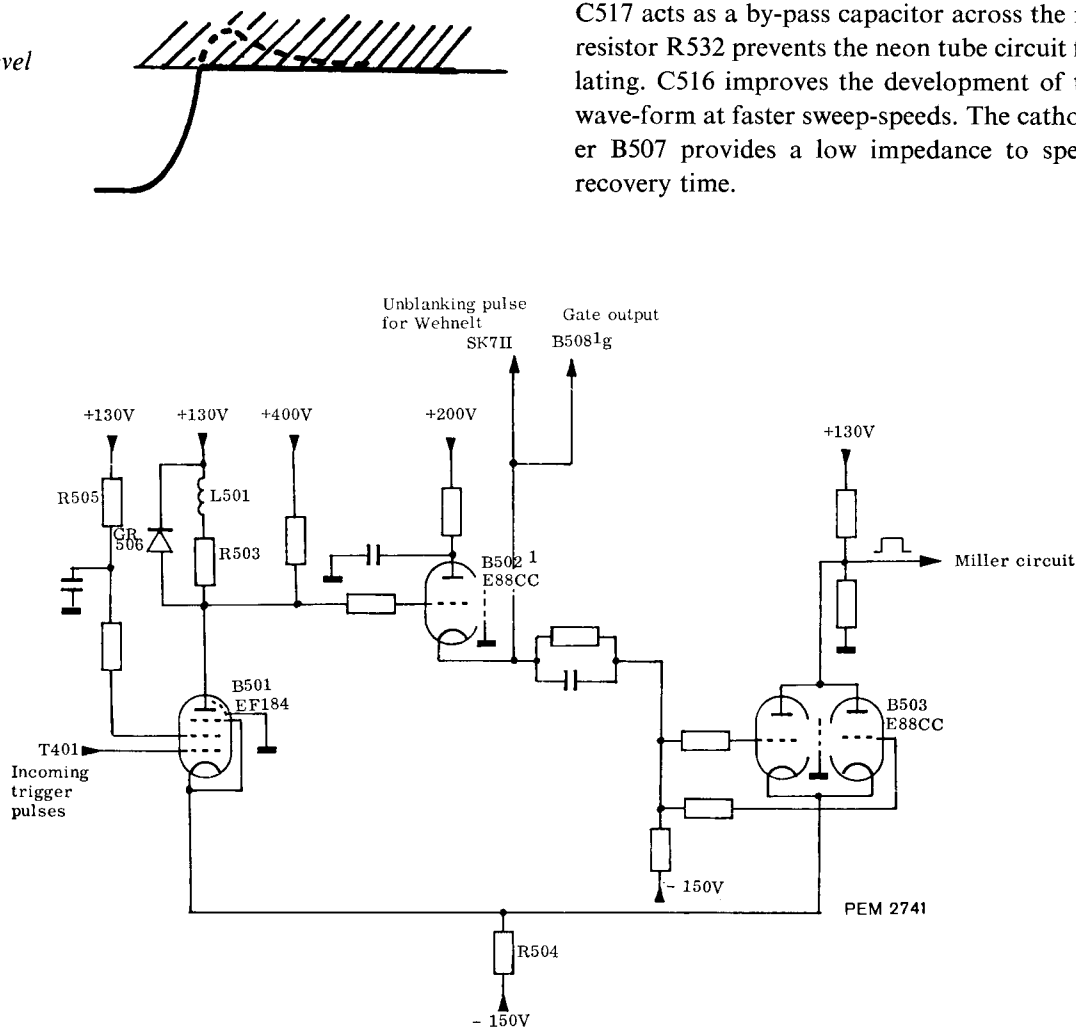 C517 acts as a by-pass capacitor across the
resistor R532 prevents the neon tube circuit
lating. C516 improves the development of
wave-form at faster sweep-speeds. The catho
er B507 provides a low impedance to spe
recovery time.
vel
Unblanking pulse
for Wehnelt
SK7II
Gate output
B508¹g
+130V
+130V
+400V
+200V
+130V
R505
L501
GR
506
R503
B502 1
E88CC
Miller circuit
B501
EF184
B503
E88CC
T401
Incoming
trigger
pulses
- 150V
PEM 2741
R504
- 150V